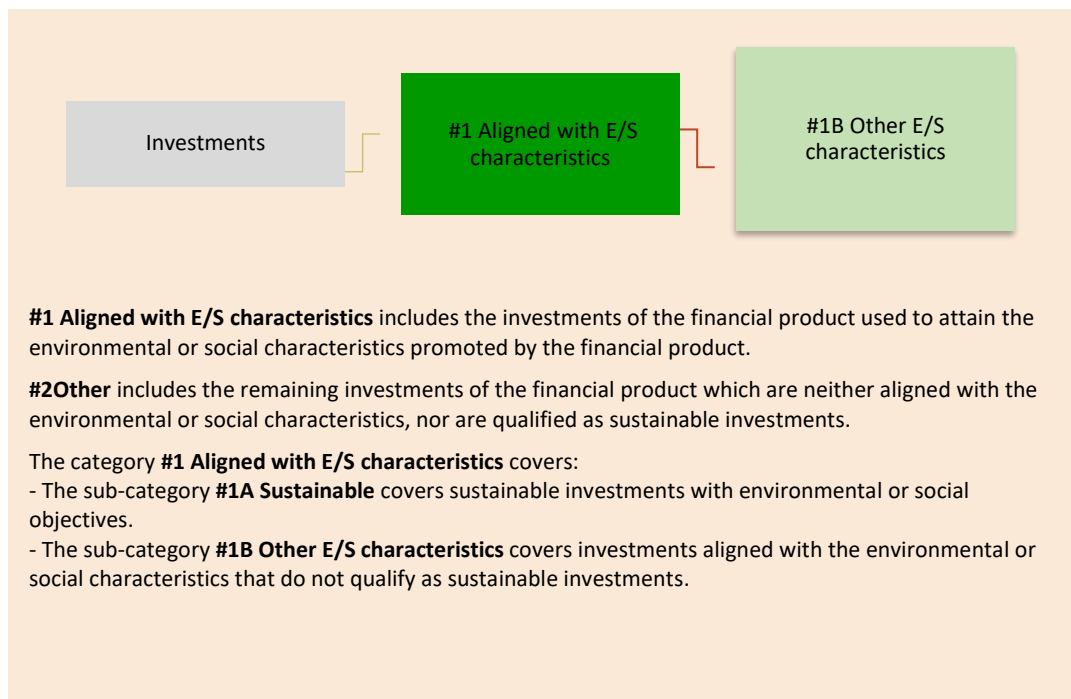 Investments
#1 Aligned with E/S
characteristics
#1B Other E/S
characteristics
#1 Aligned with E/S characteristics includes the investments of the financial product used to attain the
environmental or social characteristics promoted by the financial product.
#2Other includes the remaining investments of the financial product which are neither aligned with the
environmental or social characteristics, nor are qualified as sustainable investments.
The category #1 Aligned with E/S characteristics covers:
- The sub-category #1A Sustainable covers sustainable investments with environmental or social
objectives.
- The sub-category #1B Other E/S characteristics covers investments aligned with the environmental or
social characteristics that do not qualify as sustainable investments.